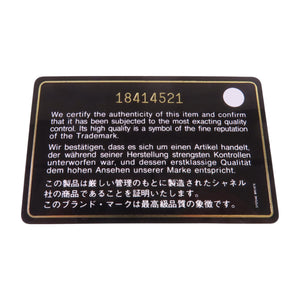 18414521
We certify the authenticity of this item and confirm
that it has been subjected to the most exacting quality
control. Its high quality is a symbol of the fine reputation
of the Trademark.
Wir bestätigen, dass es um einen Artikel handelt,
der während seiner Herstellung strengsten Kontrollen
unterworfen war, und dessen erstklassige Qualität
dem hohen Ansehen unserer Marke entspricht.
この製品は厳しい管理のもとに製造されたシャネル
社の商品であることを証明いたします。
このブランド・マークは最高級品質の象徴です。